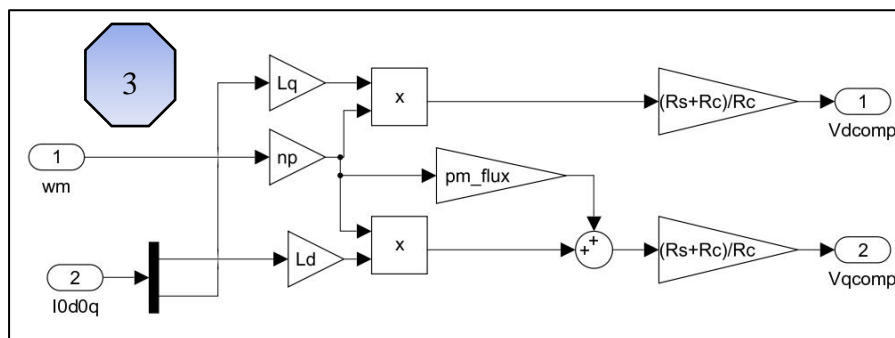 3
Lq
x
(Rs+Rc)/Rc
1
Vdcomp
1
wm
np
pm_flux
2
I0d0q
Ld
x
++
(Rs+Rc)/Rc
2
Vqcomp